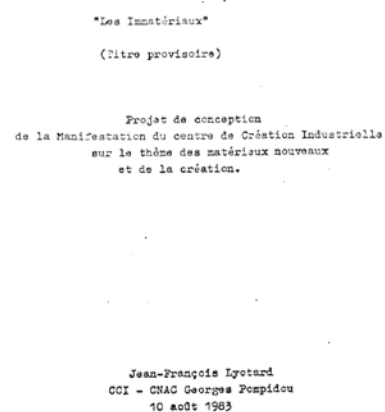 "Les Immatériaux"
(Titre provisoire)
Projet de conception
de la Manifestation du centre de Création Industrielle
sur le thème des matériaux nouveaux
et de la création.
Jean-François Lyotard
CCI - CNAC Georges Pompidou
10 août 1983